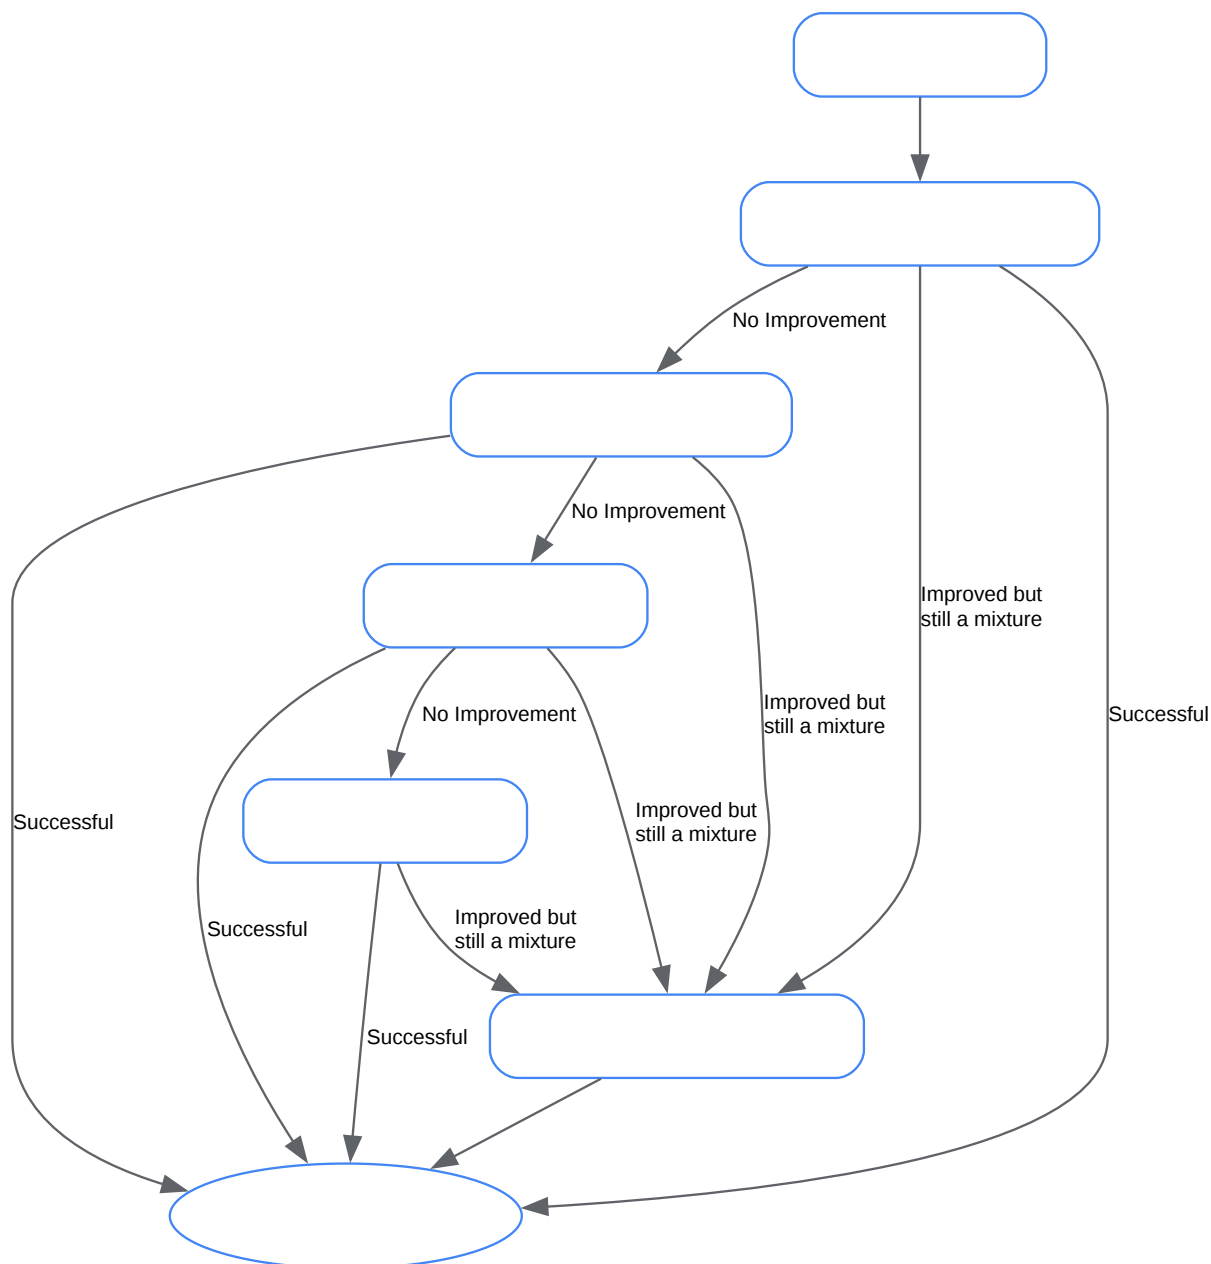 No Improvement
No Improvement
Improved but
still a mixture
Improved but
still a mixture
No Improvement
Successful
Improved but
still a mixture
Successful
Improved but
still a mixture
Successful
Successful